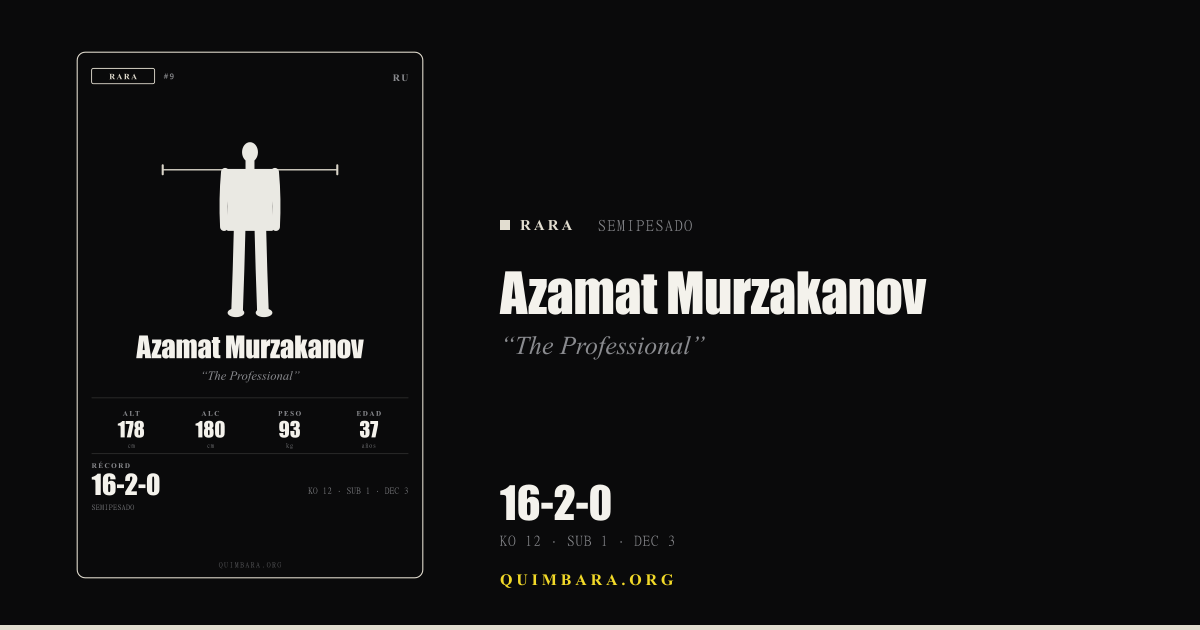 RARA #9 RU
Azamat Murzakanov
“The Professional”
ALT ALC PESO EDAD
178 180 93 37
cm cm kg años
RÉCORD
16-2-0
KO 12 · SUB 1 · DEC 3
SEMIPESADO
QUIMBARA.ORG
RARA SEMIPESADO
Azamat Murzakanov
“The Professional”
16-2-0
KO 12 · SUB 1 · DEC 3
QUIMBARA.ORG